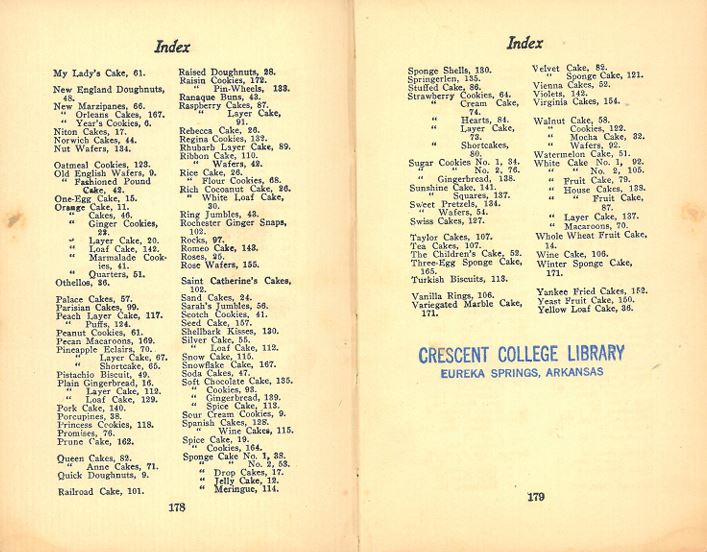 Index
My Lady's Cake, 61.
New England Doughnuts,
48.
New Marzipanes, 66.
" Orleans Cakes, 167.
" Year's Cookies, 6.
Niton Cakes, 17.
Norwich Cakes, 44.
Nut Wafers, 134.
Oatmeal Cookies, 123.
Old English Wafers, 9.
" Fashioned Pound
Cake, 42.
One-Egg Cake, 15.
Orange Cake, 11.
" Cakes, 46.
" Ginger Cookies,
22.
" Layer Cake, 20.
" Loaf Cake, 142.
" Marmalade Cook-
ies, 41.
" Quarters, 51.
Othellos, 36.
Palace Cakes, 57.
Parisian Cakes, 99.
Peach Layer Cake, 117.
" Puffs, 124.
Peanut Cookies, 61.
Pecan Macaroons, 169.
Pineapple Eclairs, 70.
" Layer Cake, 67.
" Shortcake, 65.
Pistachio Biscuit, 49.
Plain Gingerbread, 16.
" Layer Cake, 112.
" Loaf Cake, 129.
Pork Cake, 140.
Porcupines, 38.
Princess Cookies, 118.
Promises, 76.
Prune Cake, 162.
Queen Cakes, 82.
" Anne Cakes, 71.
Quick Doughnuts, 9.
Railroad Cake, 101.
Raised Doughnuts, 28.
Raisin Cookies, 172.
" Pin-Wheels, 133.
Ranaque Buns, 43.
Raspberry Cakes, 87.
" Layer Cake,
91.
Rebecca Cake, 26.
Regina Cookies, 132.
Rhubarb Layer Cake, 89.
Ribbon Cake, 110.
" Wafers, 42.
Rice Cake, 26.
" Flour Cookies, 68.
Rich Cocoanut Cake, 26.
" White Loaf Cake,
30.
Ring Jumbles, 43.
Rochester Ginger Snaps,
102.
Rocks, 97.
Romeo Cake, 143.
Roses, 25.
Rose Wafers, 155.
Saint Catherine's Cakes,
102.
Sand Cakes, 24.
Sarah's Jumbles, 56.
Scotch Cookies, 41.
Seed Cake, 157.
Shellbark Kisses, 130.
Silver Cake, 55.
" Loaf Cake, 112.
Snow Cake, 115.
Snowflake Cake, 167.
Soda Cakes, 47.
Soft Chocolate Cake, 135.
" Cookies, 93.
" Gingerbread, 139.
" Spice Cake, 113.
Sour Cream Cookies, 9.
Spanish Cakes, 128.
" Wine Cakes, 115.
Spice Cake, 19.
" Cookies, 164.
Sponge Cake No. 1, 38.
" " No. 2, 53.
" Drop Cakes, 17.
" Jelly Cake, 12.
" Meringue, 114.
178
Index
Sponge Shells, 130.
Springerlen, 135.
Stuffed Cake, 86.
Strawberry Cookies, 64.
" Cream Cake,
74.
" Hearts, 84.
" Layer Cake,
73.
" Shortcakes,
80.
Sugar Cookies No. 1, 34.
" " No. 2, 76.
" Gingerbread, 138.
Sunshine Cake, 141.
" Squares, 137.
Sweet Pretzels, 134.
" Wafers, 54.
Swiss Cakes, 127.
Taylor Cakes, 107.
Tea Cakes, 107.
The Children's Cake, 52.
Three-Egg Sponge Cake,
165.
Turkish Biscuits, 113.
Vanilla Rings, 106.
Variegated Marble Cake,
171.
Velvet Cake, 82.
" Sponge Cake, 121.
Vienna Cakes, 52.
Violets, 142.
Virginia Cakes, 154.
Walnut Cake, 58.
" Cookies, 122.
" Mocha Cake, 32.
" Wafers, 92.
Watermelon Cake, 51.
White Cake No. 1, 92.
" " No. 2, 105.
" Fruit Cake, 79.
" House Cakes, 133.
" " Fruit Cake,
87.
" Layer Cake, 137.
" Macaroons, 70.
Whole Wheat Fruit Cake,
14.
Wine Cake, 106.
Winter Sponge Cake,
171.
Yankee Fried Cakes, 152.
Yeast Fruit Cake, 150.
Yellow Loaf Cake, 36.
CRESCENT COLLEGE LIBRARY
EUREKA SPRINGS, ARKANSAS
179